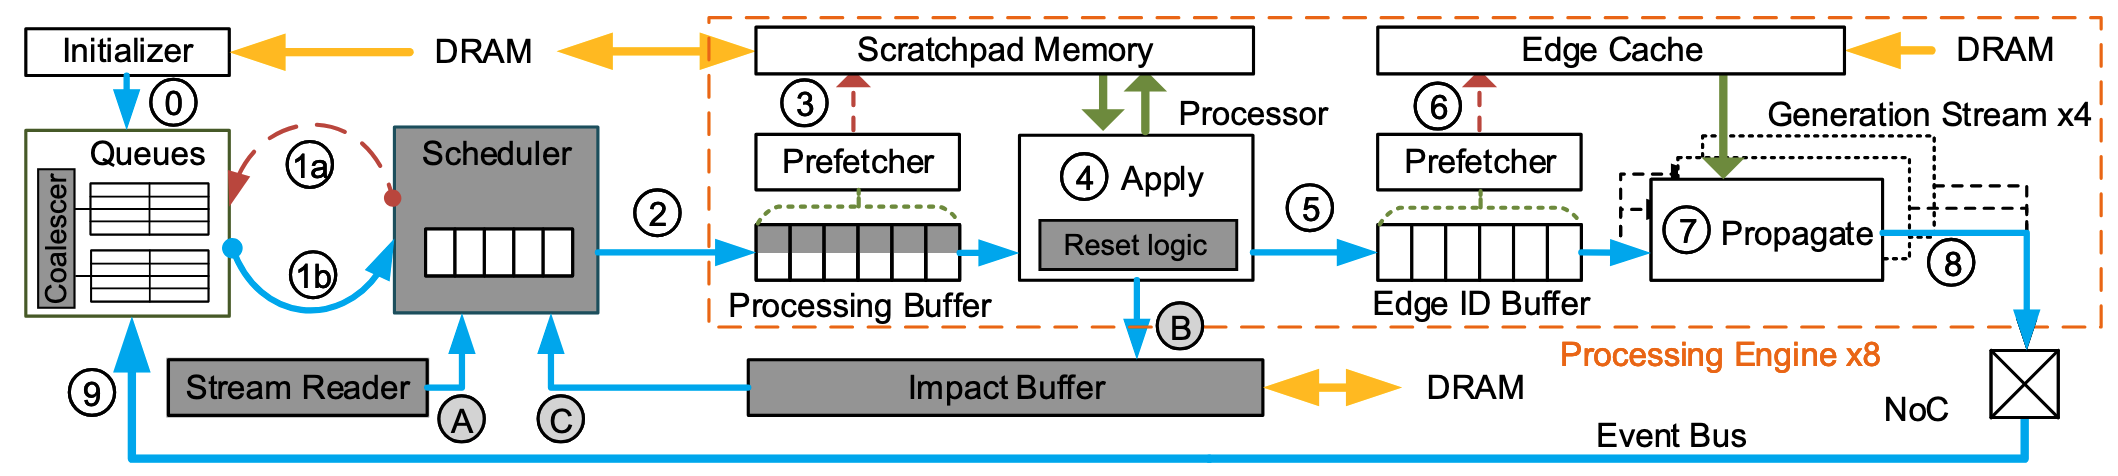 Initializer
DRAM
Scratchpad Memory
Edge Cache
DRAM
0
3
Processor
6
Generation Stream x4
Queues
1a
Scheduler
Prefetcher
4 Apply
Prefetcher
Coalescer
2
5
7 Propagate
Reset logic
8
1b
Processing Buffer
Edge ID Buffer
B
Processing Engine x8
9
Stream Reader
A
C
Impact Buffer
DRAM
NoC
Event Bus